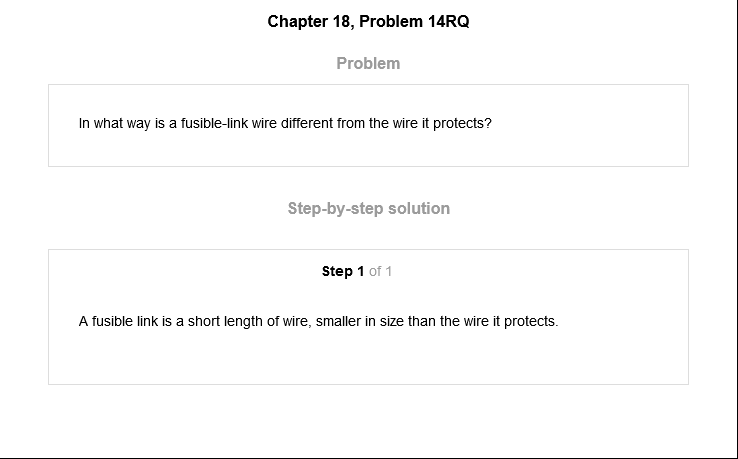 Chapter 18, Problem 14RQ
Problem
In what way is a fusible-link wire different from the wire it protects?
Step-by-step solution
Step 1 of 1
A fusible link is a short length of wire, smaller in size than the wire it protects.